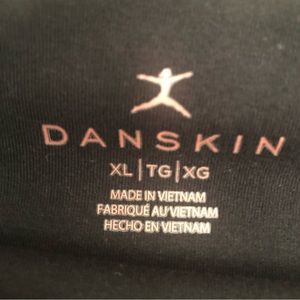 DANSKIN
XL | TG | XG
MADE IN VIETNAM
FABRIQUÉ AU VIETNAM
HECHO EN VIETNAM